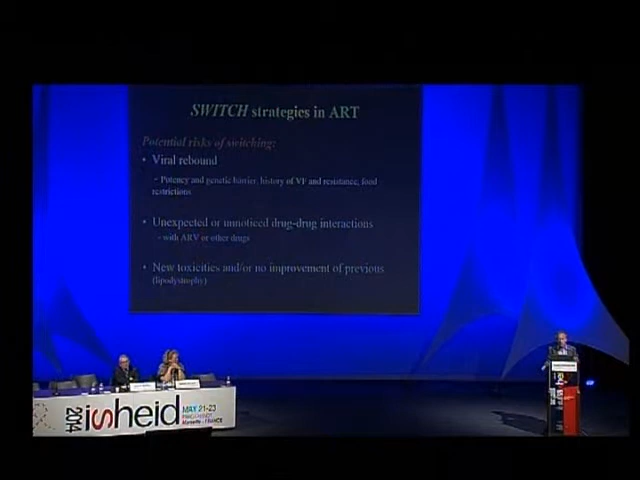 SWITCH strategies in ART
Potential risks of switching:
• Viral rebound
- Potency and genetic barrier, history of VF and resistance, food
restrictions
• Unexpected or unnoticed drug-drug interactions
- with ARV or other drugs
• New toxicities and/or no improvement of previous
(lipodystrophy)
2014
isheid
MAY 21-23
Marseille - FRANCE